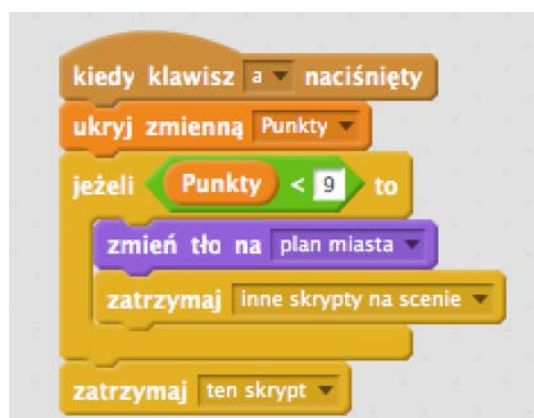 kiedy klawisz a naciśnięty
ukryj zmienną Punkty
jeżeli Punkty < 9 to
zmień tło na plan miasta
zatrzymaj inne skrypty na scenie
zatrzymaj ten skrypt